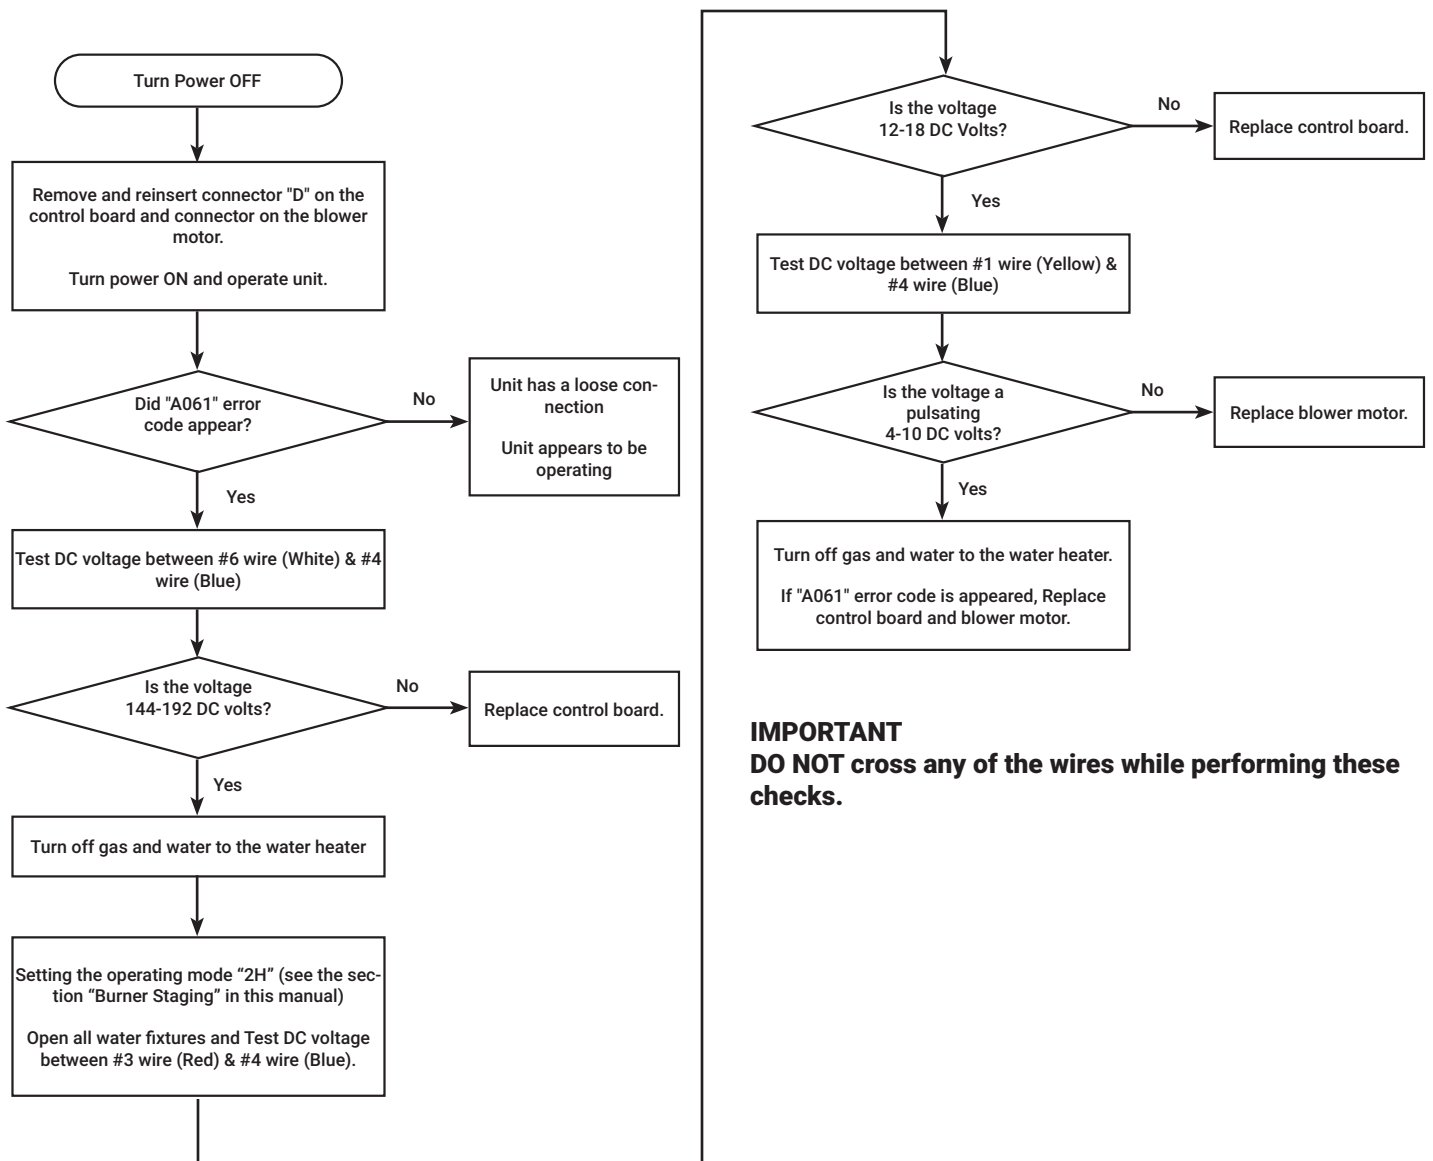 Turn Power OFF
Remove and reinsert connector "D" on the
control board and connector on the blower
motor.
Turn power ON and operate unit.
Did "A061" error
code appear?
No
Unit has a loose con-
nection
Unit appears to be
operating
Yes
Test DC voltage between #6 wire (White) & #4
wire (Blue)
Is the voltage
144-192 DC volts?
No
Replace control board.
Yes
Turn off gas and water to the water heater
Setting the operating mode “2H” (see the sec-
tion “Burner Staging” in this manual)
Open all water fixtures and Test DC voltage
between #3 wire (Red) & #4 wire (Blue).
Is the voltage
12-18 DC Volts?
No
Replace control board.
Yes
Test DC voltage between #1 wire (Yellow) &
#4 wire (Blue)
Is the voltage a
pulsating
4-10 DC volts?
No
Replace blower motor.
Yes
Turn off gas and water to the water heater.
If "A061" error code is appeared, Replace
control board and blower motor.
IMPORTANT
DO NOT cross any of the wires while performing these
checks.